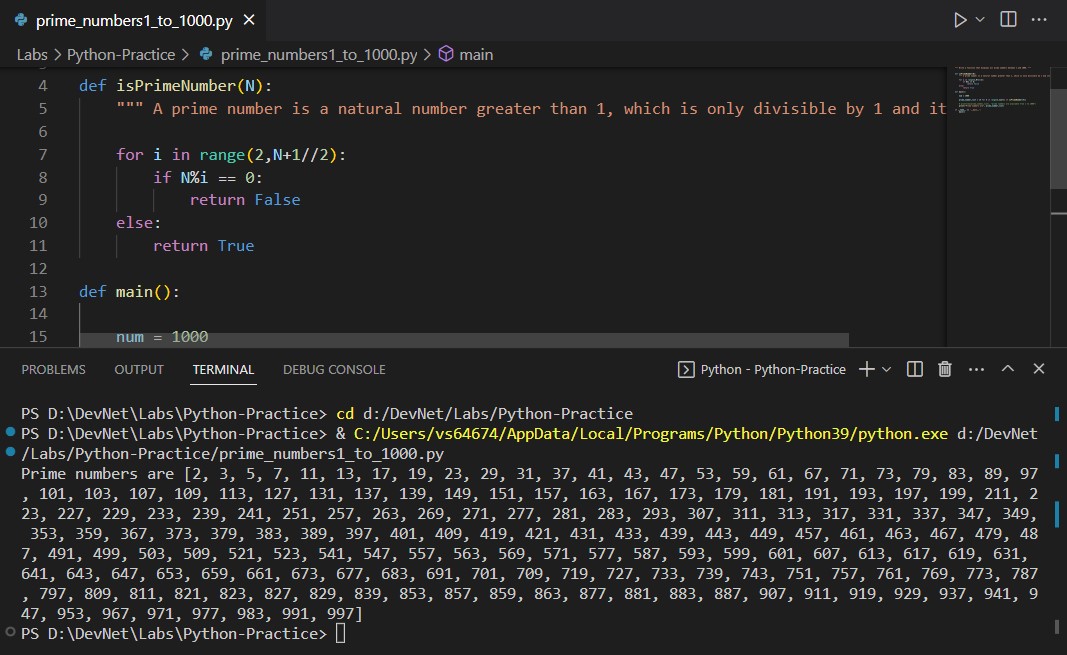 prime_numbers1_to_1000.py
Labs > Python-Practice > prime_numbers1_to_1000.py > main
4 def isPrimeNumber(N):
5 """ A prime number is a natural number greater than 1, which is only divisible by 1 and it
6
7 for i in range(2,N+1//2):
8 if N%i == 0:
9 return False
10 else:
11 return True
12
13 def main():
14
15 num = 1000
PROBLEMS OUTPUT TERMINAL DEBUG CONSOLE Python - Python-Practice
PS D:\DevNet\Labs\Python-Practice> cd d:/DevNet/Labs/Python-Practice
PS D:\DevNet\Labs\Python-Practice> & C:/Users/vs64674/AppData/Local/Programs/Python/Python39/python.exe d:/DevNet
/Labs/Python-Practice/prime_numbers1_to_1000.py
Prime numbers are [2, 3, 5, 7, 11, 13, 17, 19, 23, 29, 31, 37, 41, 43, 47, 53, 59, 61, 67, 71, 73, 79, 83, 89, 97
, 101, 103, 107, 109, 113, 127, 131, 137, 139, 149, 151, 157, 163, 167, 173, 179, 181, 191, 193, 197, 199, 211, 2
23, 227, 229, 233, 239, 241, 251, 257, 263, 269, 271, 277, 281, 283, 293, 307, 311, 313, 317, 331, 337, 347, 349,
353, 359, 367, 373, 379, 383, 389, 397, 401, 409, 419, 421, 431, 433, 439, 443, 449, 457, 461, 463, 467, 479, 48
7, 491, 499, 503, 509, 521, 523, 541, 547, 557, 563, 569, 571, 577, 587, 593, 599, 601, 607, 613, 617, 619, 631,
641, 643, 647, 653, 659, 661, 673, 677, 683, 691, 701, 709, 719, 727, 733, 739, 743, 751, 757, 761, 769, 773, 787
, 797, 809, 811, 821, 823, 827, 829, 839, 853, 857, 859, 863, 877, 881, 883, 887, 907, 911, 919, 929, 937, 941, 9
47, 953, 967, 971, 977, 983, 991, 997]
PS D:\DevNet\Labs\Python-Practice>